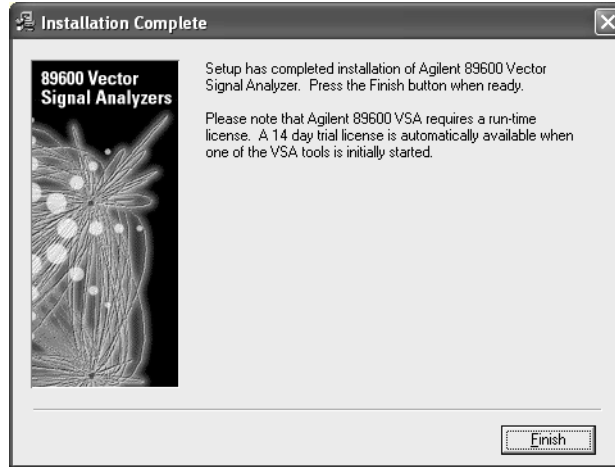 Installation Complete
89600 Vector
Signal Analyzers
Setup has completed installation of Agilent 89600 Vector
Signal Analyzer. Press the Finish button when ready.
Please note that Agilent 89600 VSA requires a run-time
license. A 14 day trial license is automatically available when
one of the VSA tools is initially started.
Finish